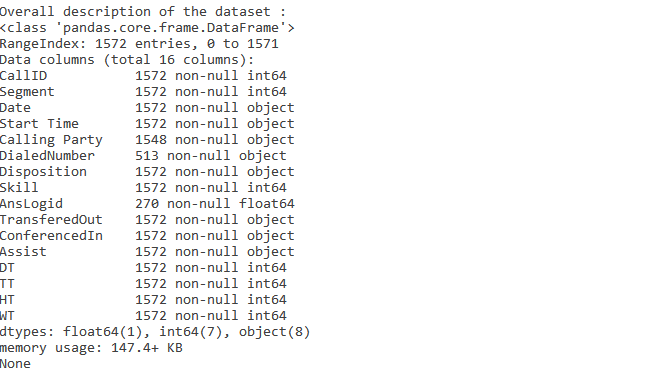 Overall description of the dataset :
<class 'pandas.core.frame.DataFrame'>
RangeIndex: 1572 entries, 0 to 1571
Data columns (total 16 columns):
CallID           1572 non-null int64
Segment          1572 non-null int64
Date             1572 non-null object
Start Time       1572 non-null object
Calling Party    1548 non-null object
DialedNumber     513 non-null object
Disposition      1572 non-null object
Skill            1572 non-null int64
AnsLogid         270 non-null float64
TransferedOut    1572 non-null object
ConferencedIn    1572 non-null object
Assist           1572 non-null object
DT               1572 non-null int64
TT               1572 non-null int64
HT               1572 non-null int64
WT               1572 non-null int64
dtypes: float64(1), int64(7), object(8)
memory usage: 147.4+ KB
None